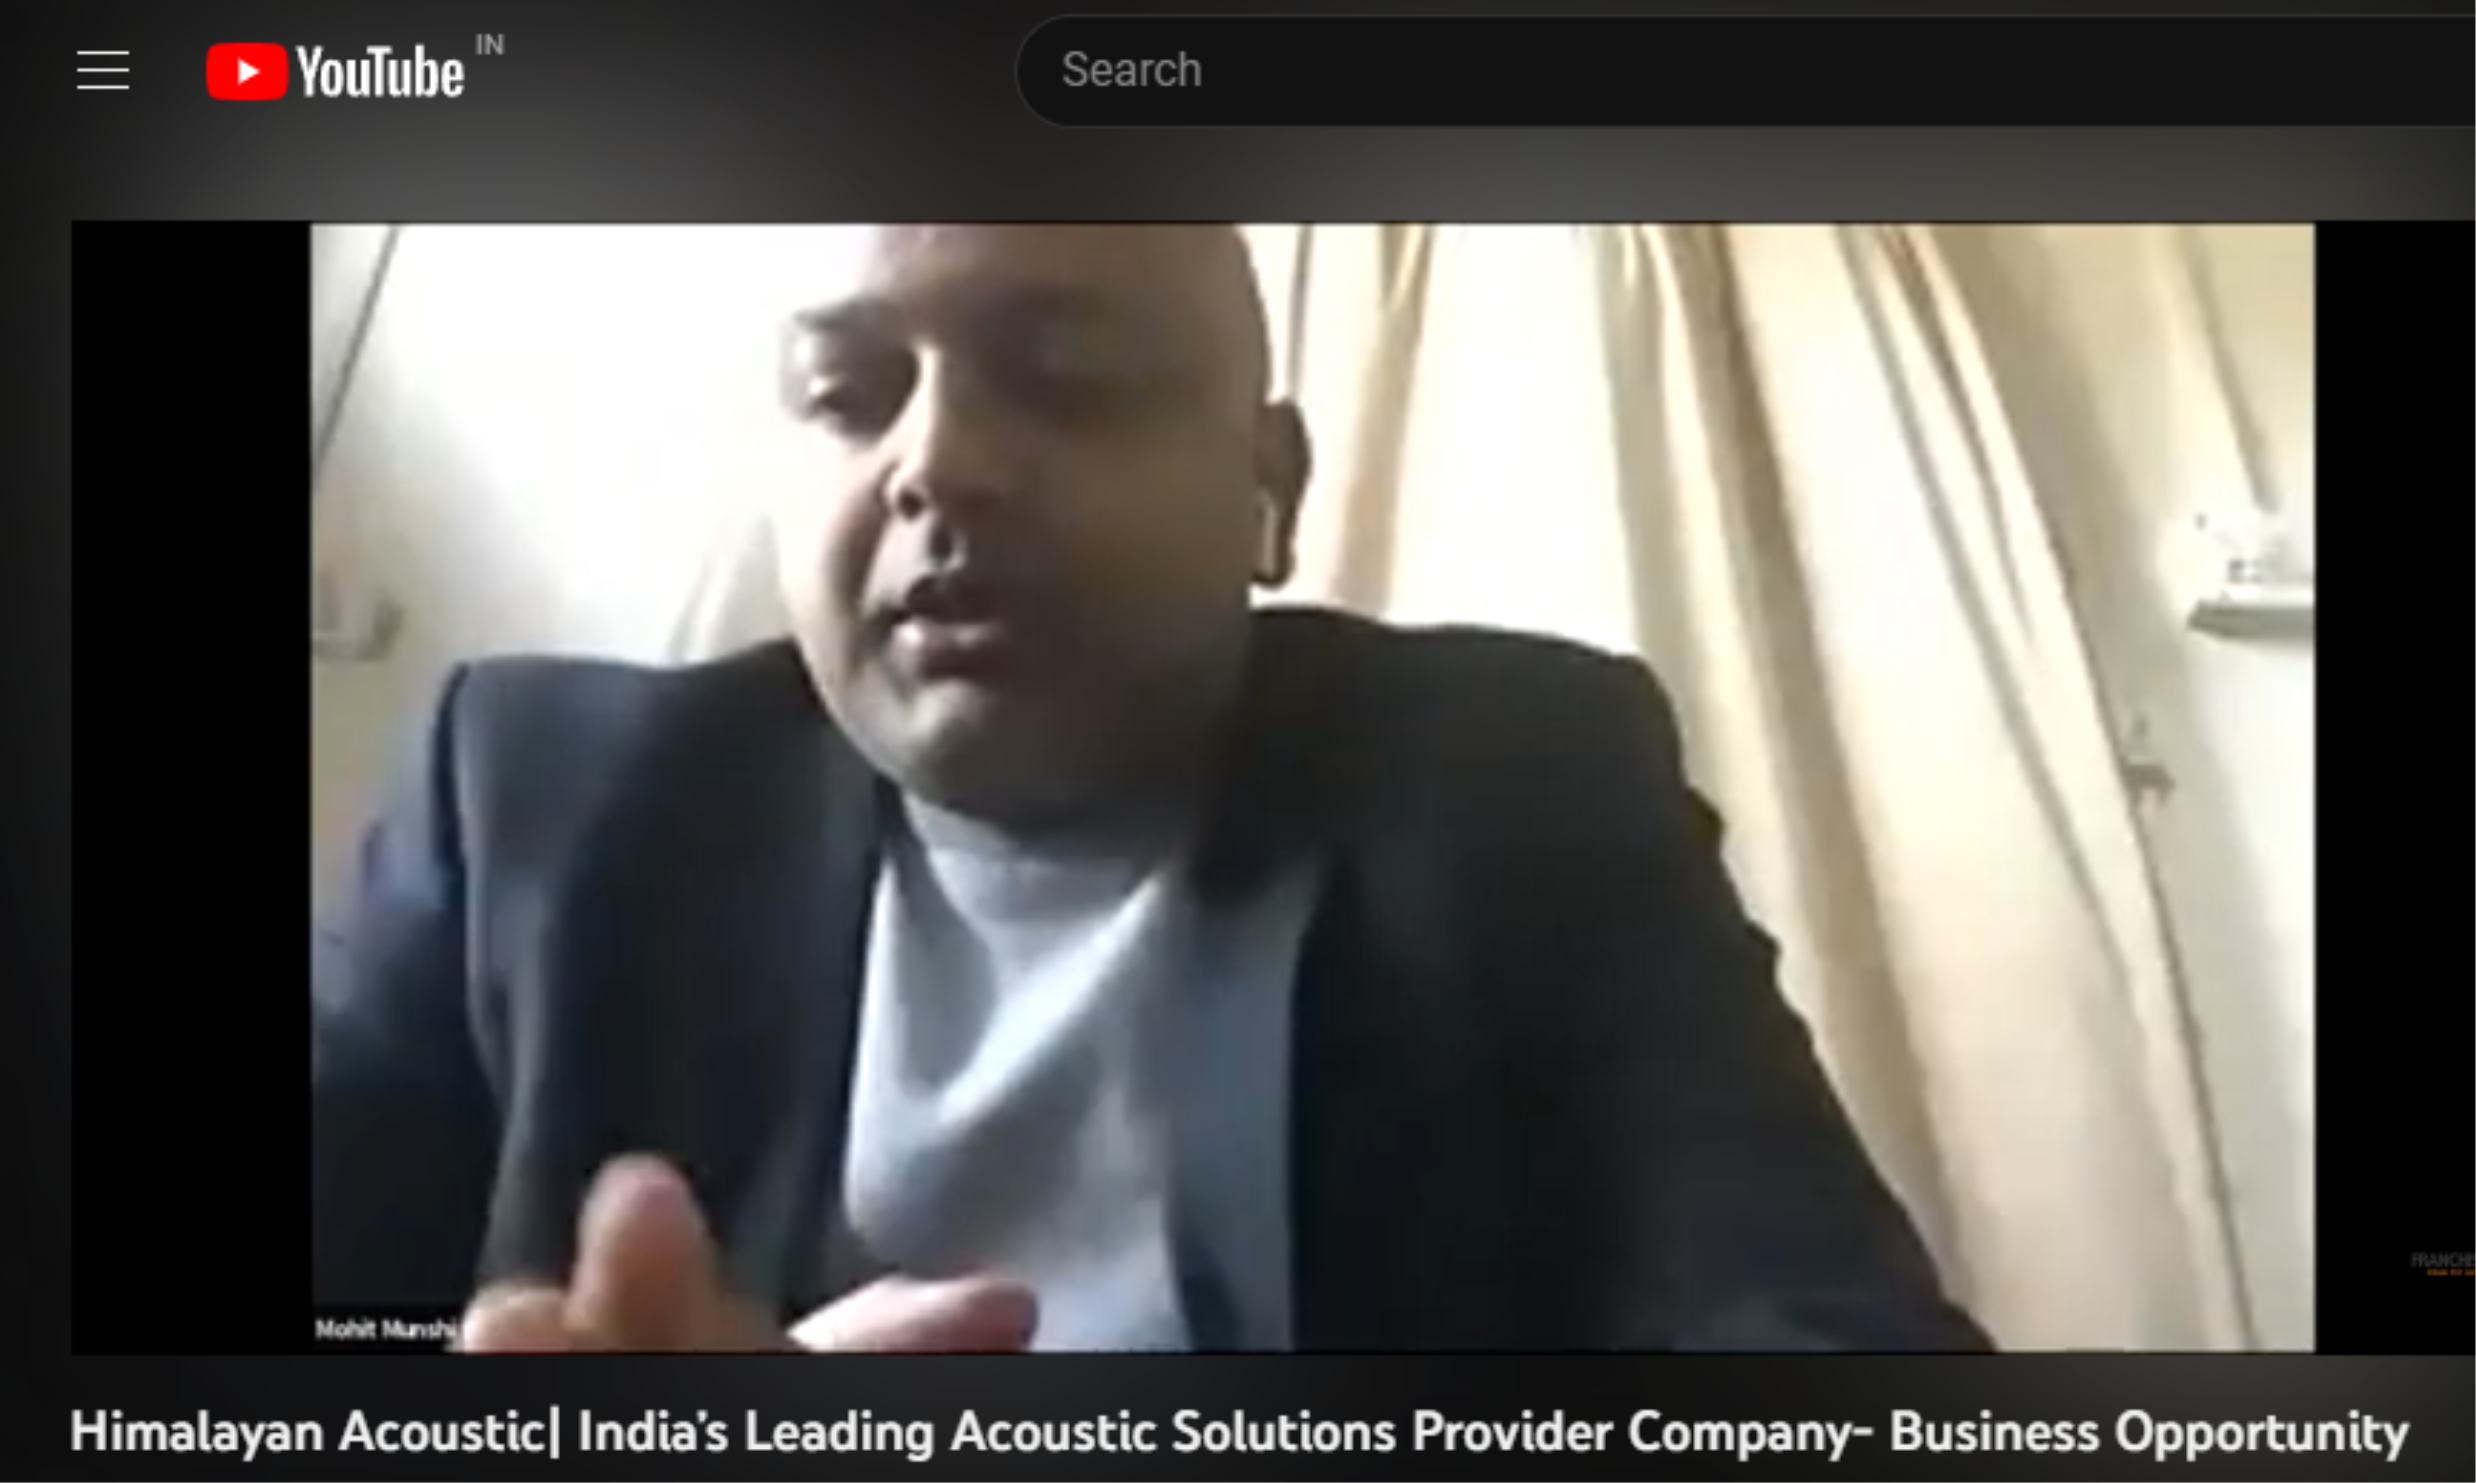 YouTube IN
Search
Mohit Munshi
Himalayan Acoustic| India's Leading Acoustic Solutions Provider Company- Business Opportunity